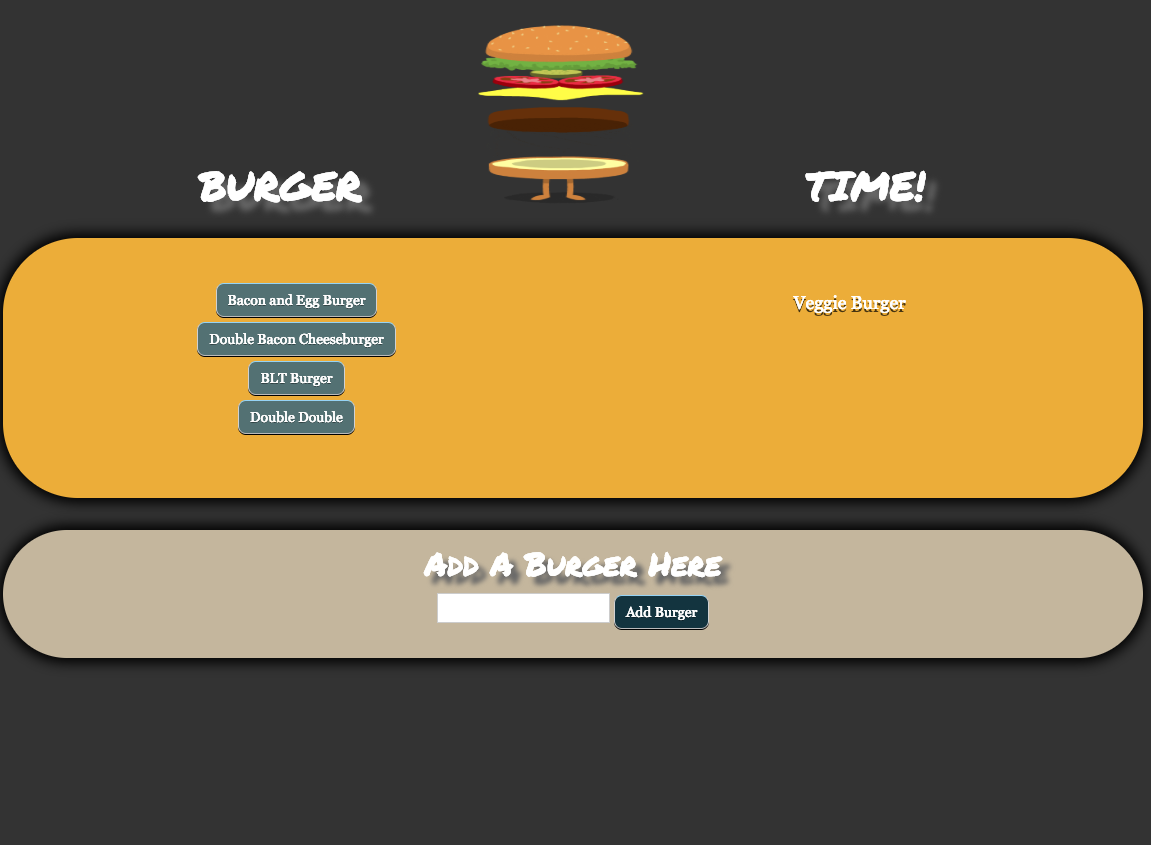 BURGER TIME!
Bacon and Egg Burger
Double Bacon Cheeseburger
BLT Burger
Double Double
Veggie Burger
Add A Burger Here
Add Burger